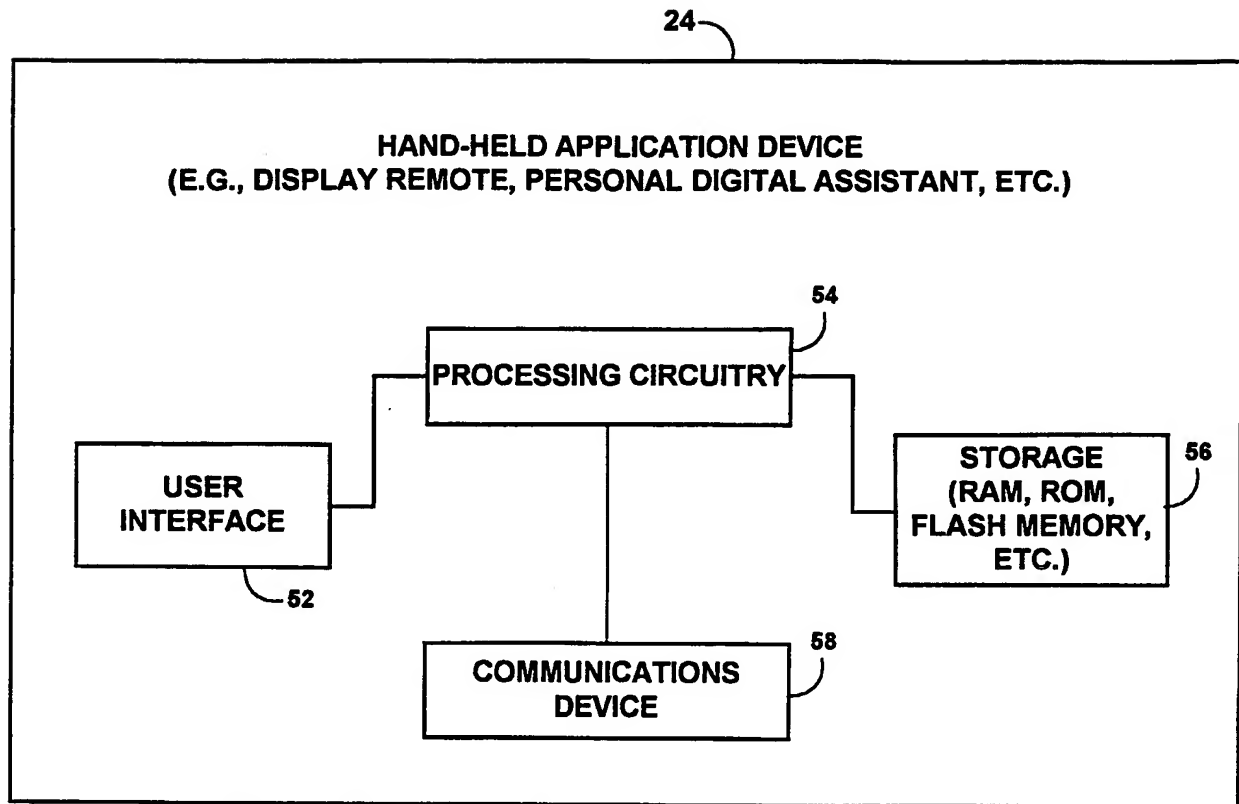 24
HAND-HELD APPLICATION DEVICE
(E.G., DISPLAY REMOTE, PERSONAL DIGITAL ASSISTANT, ETC.)
54
PROCESSING CIRCUITRY
USER
INTERFACE
52
STORAGE
(RAM, ROM,
FLASH MEMORY,
ETC.)
56
COMMUNICATIONS
DEVICE
58